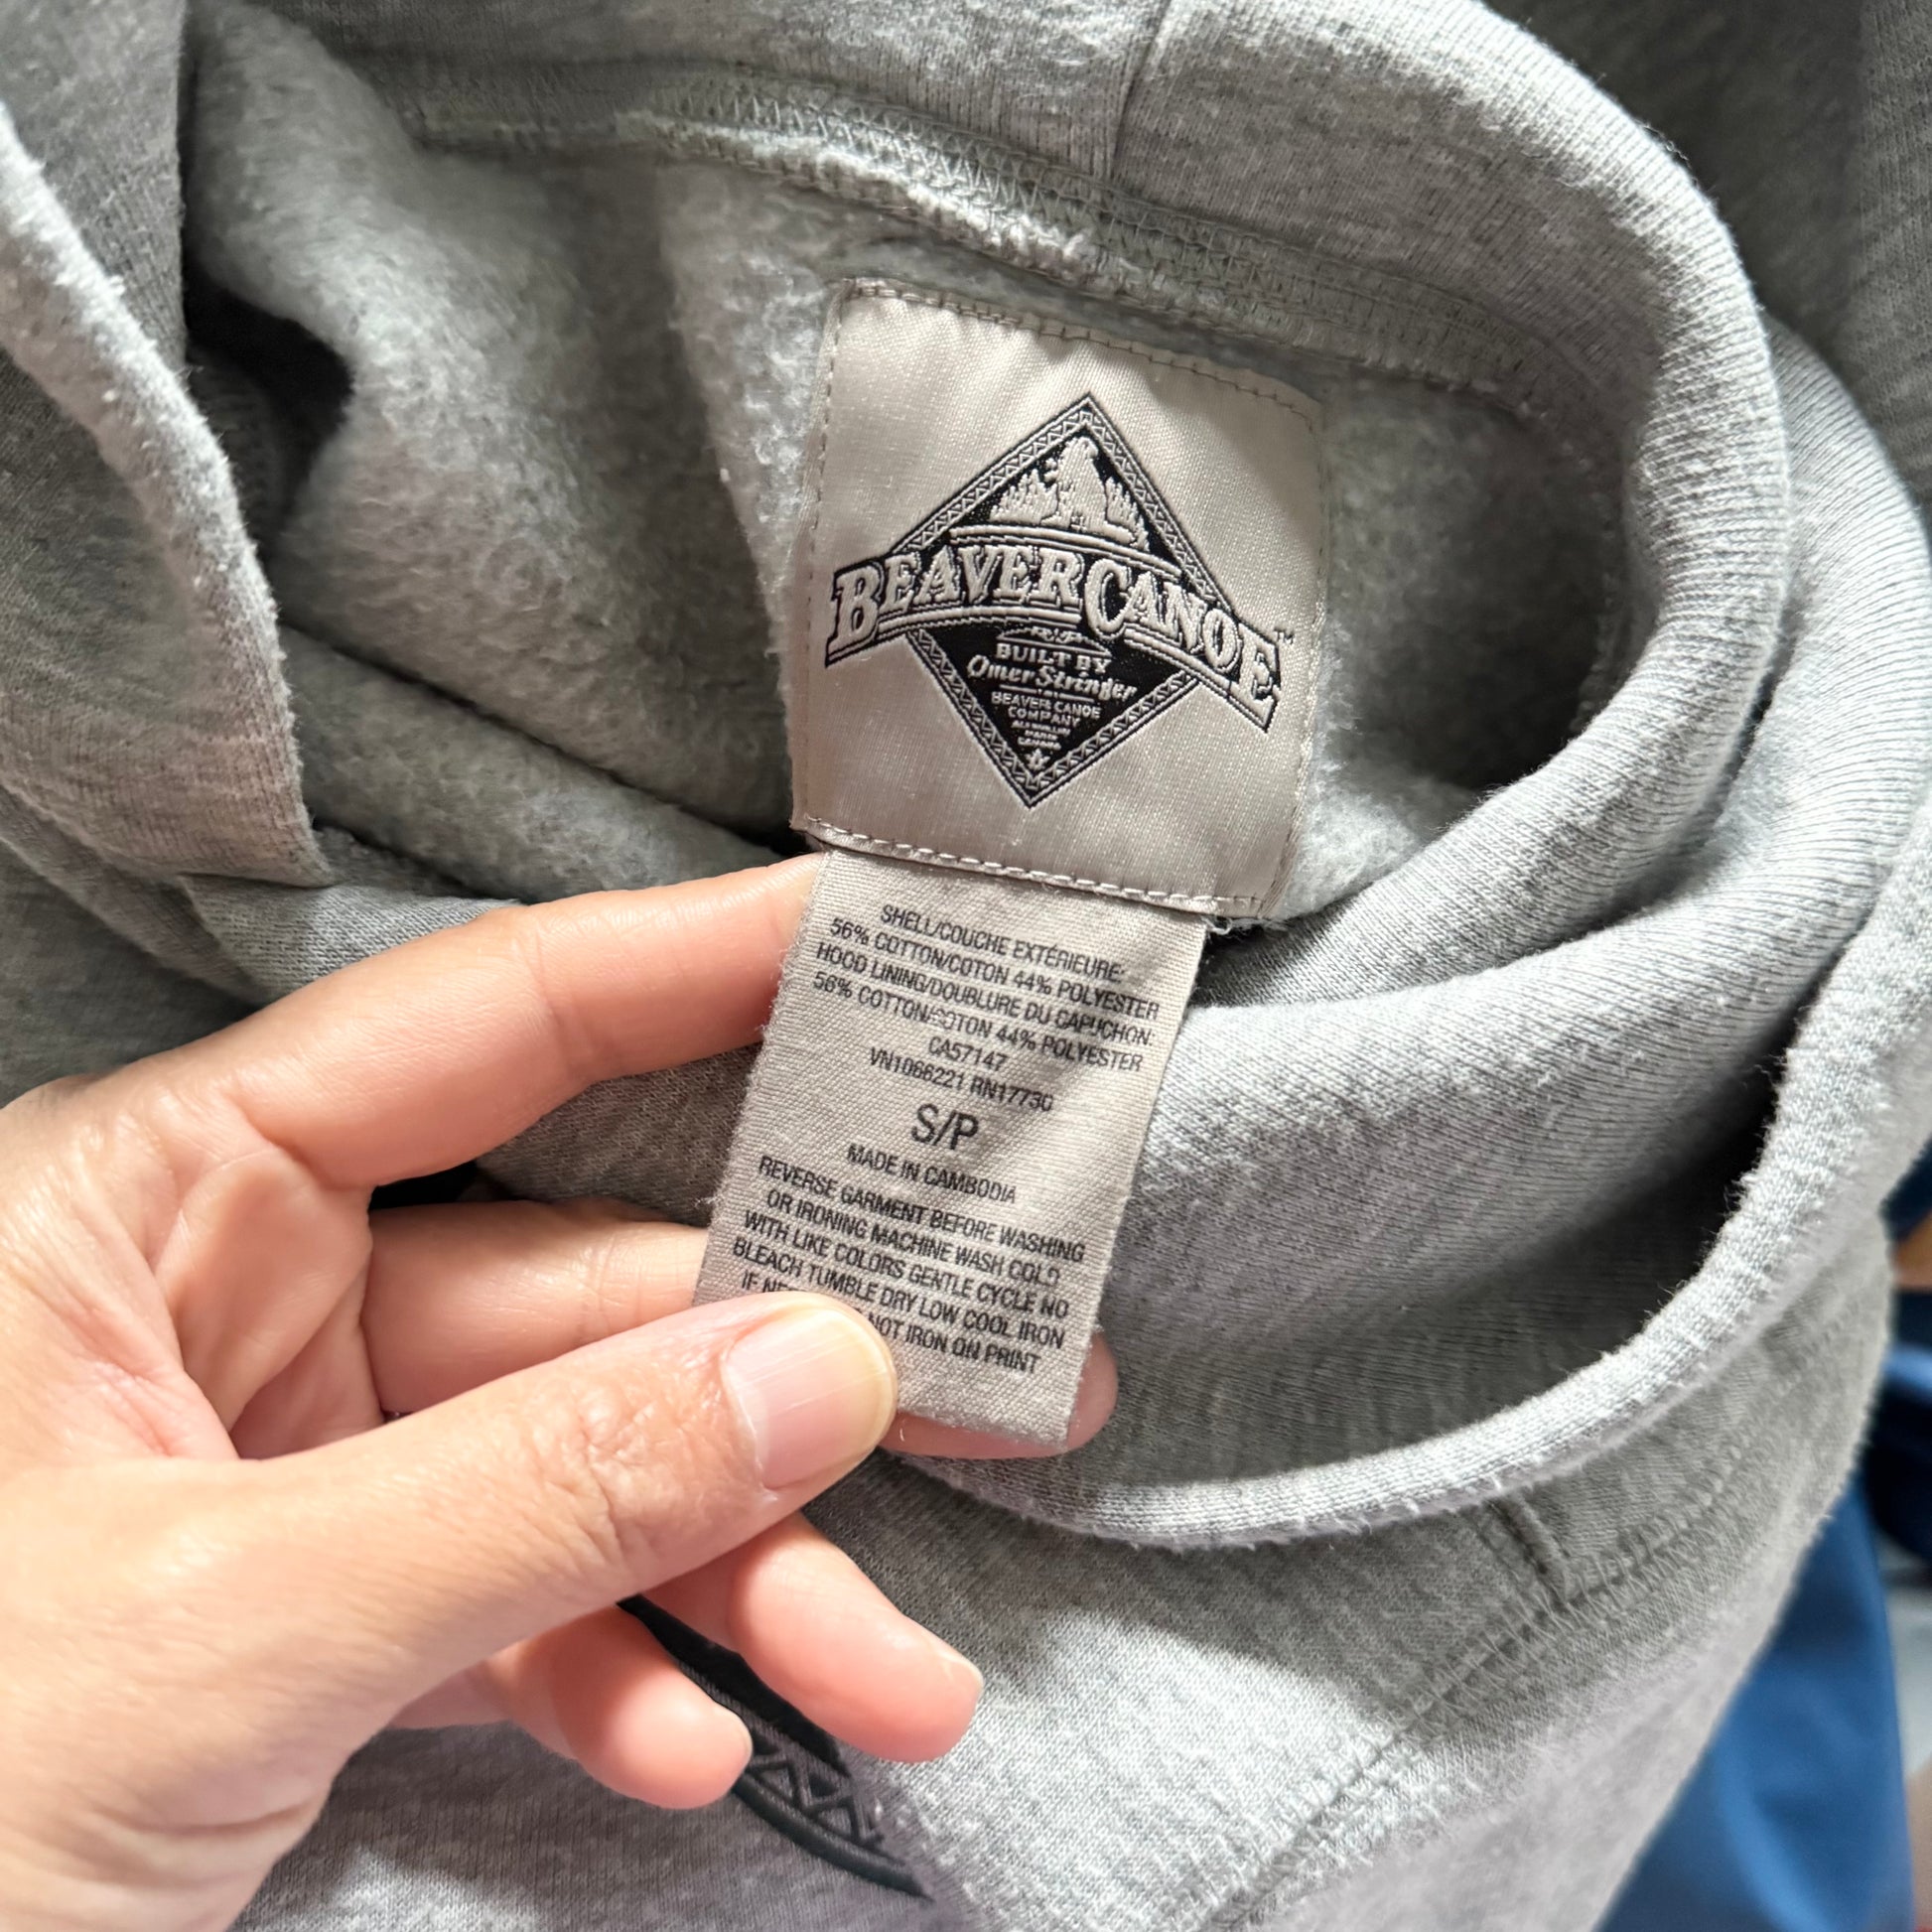 BEAVER CANOE™
BUILT BY
Omer Stringer
BEAVER CANOE
COMPANY
SHELL/COUCHE EXTÉRIEURE:
56% COTTON/COTON 44% POLYESTER
HOOD LINING/DOUBLURE DU CAPUCHON:
56% COTTON/COTON 44% POLYESTER
CA57147
VN1066221 RN17730
S/P
MADE IN CAMBODIA
REVERSE GARMENT BEFORE WASHING
OR IRONING MACHINE WASH COLD
WITH LIKE COLORS GENTLE CYCLE NO
BLEACH TUMBLE DRY LOW COOL IRON
IF NOT IRON ON PRINT